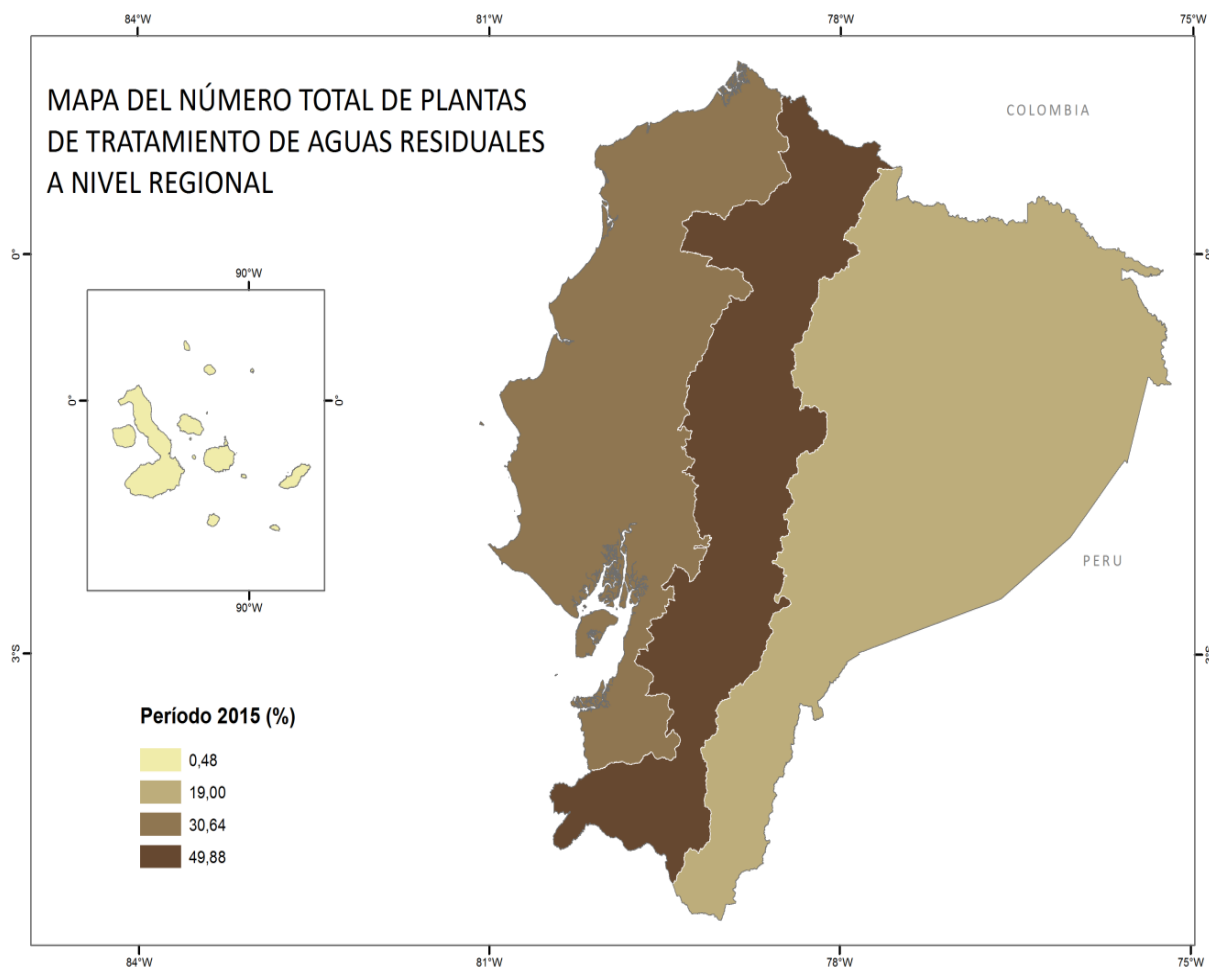 84°W
81°W
78°W
75°W
MAPA DEL NÚMERO TOTAL DE PLANTAS
DE TRATAMIENTO DE AGUAS RESIDUALES
A NIVEL REGIONAL
COLOMBIA
0°
0°
90°W
0°
0°
90°W
PERU
3°S
3°S
Período 2015 (%)
0,48
19,00
30,64
49,88
84°W
81°W
78°W
75°W